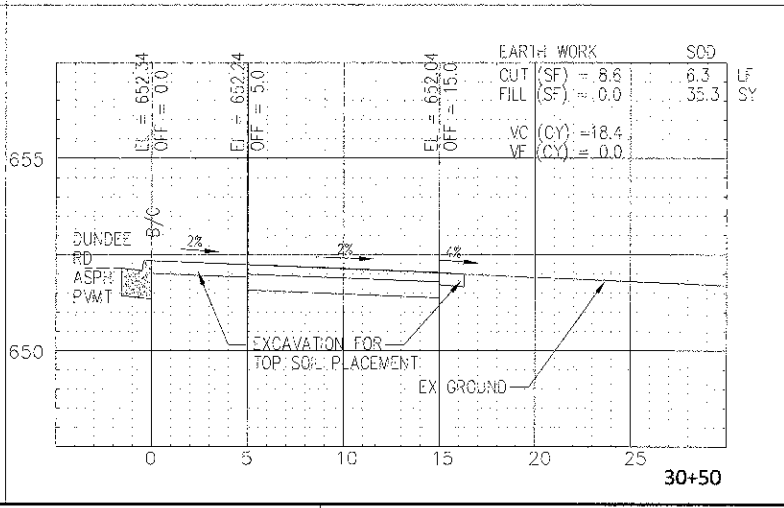 EL = 652.34
OFF = 0.0
EL = 652.24
OFF = 5.0
EL = 652.04
OFF = 15.0
EARTH WORK SOD
CUT (SF) = 8.6 6.3 LF
FILL (SF) = 0.0 35.3 SY
VC (CY) =18.4
VF (CY) = 0.0
655
B/C
DUNDEE
RD
ASPH
PVMT
2%
2%
4%
650
EXCAVATION FOR
TOP SOIL PLACEMENT
EX GROUND
0 5 10 15 20 25
30+50